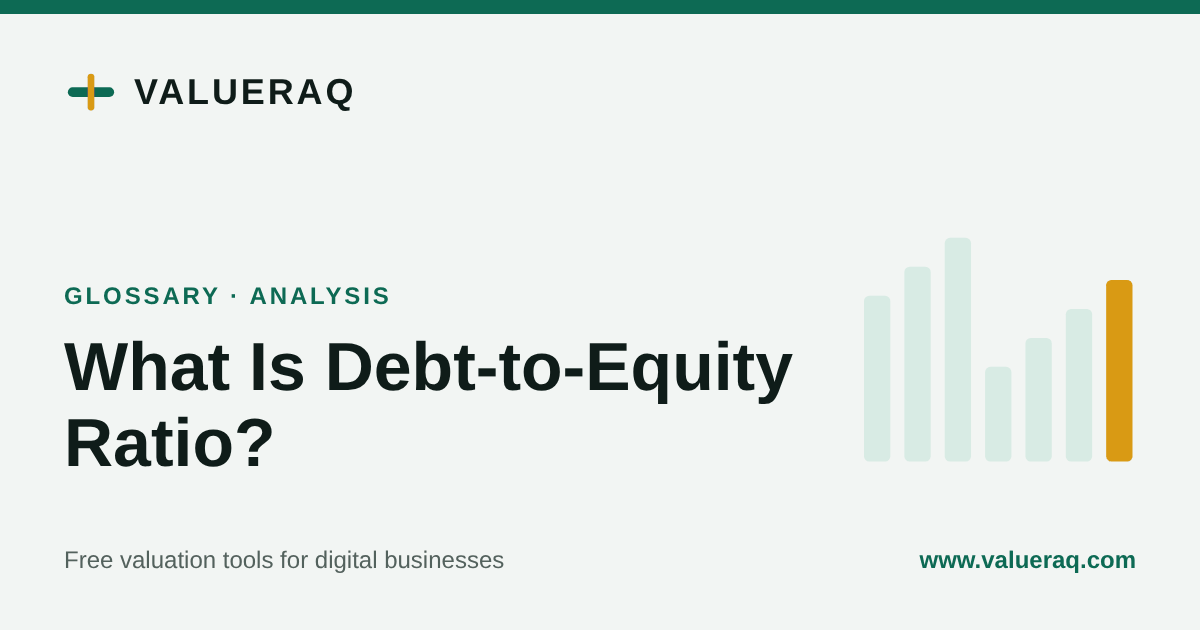 VALUERAQ
GLOSSARY · ANALYSIS
What Is Debt-to-Equity
Ratio?
Free valuation tools for digital businesses
www.valueraq.com